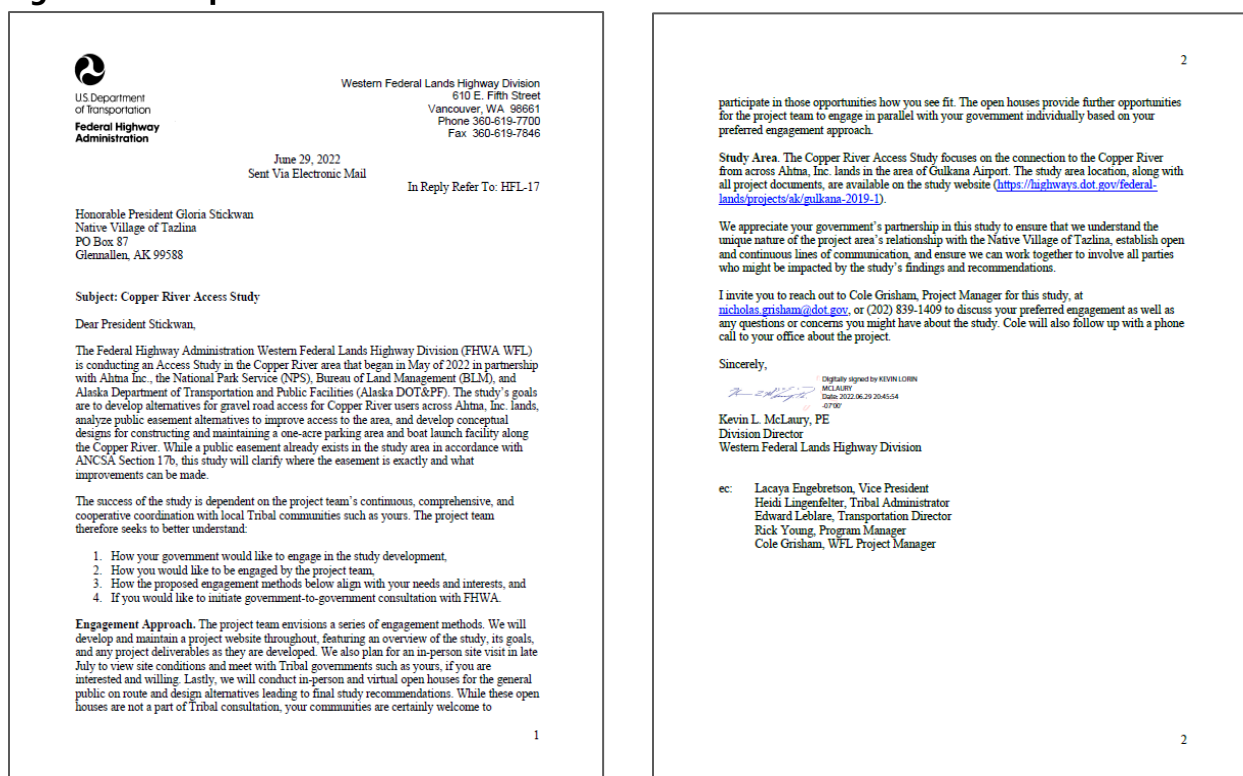 U.S. Department
of Transportation
Federal Highway
Administration
Western Federal Lands Highway Division
610 E. Fifth Street
Vancouver, WA 98661
Phone 360-619-7700
Fax 360-619-7846
June 29, 2022
Sent Via Electronic Mail
In Reply Refer To: HFL-17
Honorable President Gloria Stickwan
Native Village of Tazlina
PO Box 87
Glennallen, AK 99588
Subject: Copper River Access Study
Dear President Stickwan,
The Federal Highway Administration Western Federal Lands Highway Division (FHWA WFL)
is conducting an Access Study in the Copper River area that began in May of 2022 in partnership
with Ahtna Inc., the National Park Service (NPS), Bureau of Land Management (BLM), and
Alaska Department of Transportation and Public Facilities (Alaska DOT&PF). The study's goals
are to develop alternatives for gravel road access for Copper River users across Ahtna, Inc. lands,
analyze public easement alternatives to improve access to the area, and develop conceptual
designs for constructing and maintaining a one-acre parking area and boat launch facility along
the Copper River. While a public easement already exists in the study area in accordance with
ANCSA Section 17b, this study will clarify where the easement is exactly and what
improvements can be made.
The success of the study is dependent on the project team's continuous, comprehensive, and
cooperative coordination with local Tribal communities such as yours. The project team
therefore seeks to better understand:
1. How your government would like to engage in the study development,
2. How you would like to be engaged by the project team,
3. How the proposed engagement methods below align with your needs and interests, and
4. If you would like to initiate government-to-government consultation with FHWA.
Engagement Approach. The project team envisions a series of engagement methods. We will
develop and maintain a project website throughout, featuring an overview of the study, its goals,
and any project deliverables as they are developed. We also plan for an in-person site visit in late
July to view site conditions and meet with Tribal governments such as yours, if you are
interested and willing. Lastly, we will conduct in-person and virtual open houses for the general
public on route and design alternatives leading to final study recommendations. While these open
houses are not a part of Tribal consultation, your communities are certainly welcome to
1
2
participate in those opportunities how you see fit. The open houses provide further opportunities
for the project team to engage in parallel with your government individually based on your
preferred engagement approach.
Study Area. The Copper River Access Study focuses on the connection to the Copper River
from across Ahtna, Inc. lands in the area of Gulkana Airport. The study area location, along with
all project documents, are available on the study website (https://highways.dot.gov/federal-
lands/projects/ak/gulkana-2019-1).
We appreciate your government's partnership in this study to ensure that we understand the
unique nature of the project area's relationship with the Native Village of Tazlina, establish open
and continuous lines of communication, and ensure we can work together to involve all parties
who might be impacted by the study's findings and recommendations.
I invite you to reach out to Cole Grisham, Project Manager for this study, at
nicholas.grisham@dot.gov, or (202) 839-1409 to discuss your preferred engagement as well as
any questions or concerns you might have about the study. Cole will also follow up with a phone
call to your office about the project.
Sincerely,
Digitally signed by KEVIN LORIN
MCLAURY
Date: 2022.06.29 20:45:54
-07'00'
Kevin L. McLaury, PE
Division Director
Western Federal Lands Highway Division
ec: Lacaya Engebretson, Vice President
Heidi Lingenfelter, Tribal Administrator
Edward Leblare, Transportation Director
Rick Young, Program Manager
Cole Grisham, WFL Project Manager
2